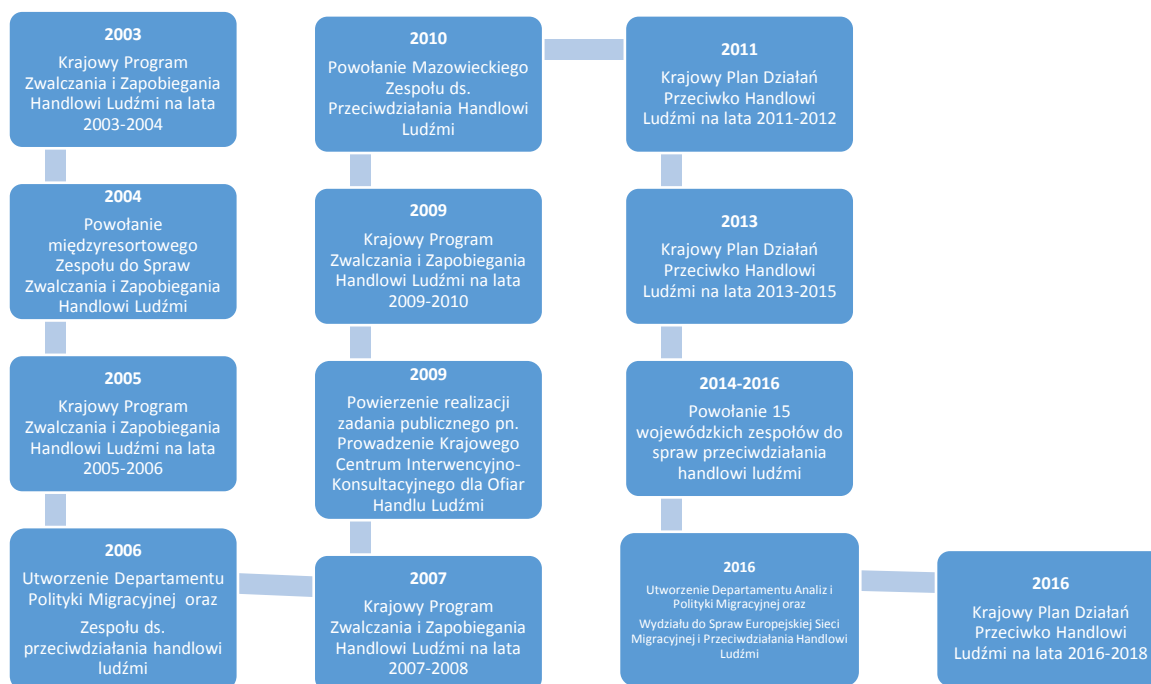 2003
Krajowy Program
Zwalczania i Zapobiegania
Handlowi Ludźmi na lata
2003-2004
2004
Powołanie
międzyresortowego
Zespołu do Spraw
Zwalczania i Zapobiegania
Handlowi Ludźmi
2005
Krajowy Program
Zwalczania i Zapobiegania
Handlowi Ludźmi na lata
2005-2006
2006
Utworzenie Departamentu
Polityki Migracyjnej oraz
Zespołu ds.
przeciwdziałania handlowi
ludźmi
2007
Krajowy Program
Zwalczania i Zapobiegania
Handlowi Ludźmi na lata
2007-2008
2009
Powierzenie realizacji
zadania publicznego pn.
Prowadzenie Krajowego
Centrum Interwencyjno-
Konsultacyjnego dla Ofiar
Handlu Ludźmi
2009
Krajowy Program
Zwalczania i Zapobiegania
Handlowi Ludźmi na lata
2009-2010
2010
Powołanie Mazowieckiego
Zespołu ds.
Przeciwdziałania Handlowi
Ludźmi
2011
Krajowy Plan Działań
Przeciwko Handlowi
Ludźmi na lata 2011-2012
2013
Krajowy Plan Działań
Przeciwko Handlowi
Ludźmi na lata 2013-2015
2014-2016
Powołanie 15
wojewódzkich zespołów do
spraw przeciwdziałania
handlowi ludźmi
2016
Utworzenie Departamentu Analiz i
Polityki Migracyjnej oraz
Wydziału do Spraw Europejskiej Sieci
Migracyjnej i Przeciwdziałania Handlowi
Ludźmi
2016
Krajowy Plan Działań
Przeciwko Handlowi
Ludźmi na lata 2016-2018